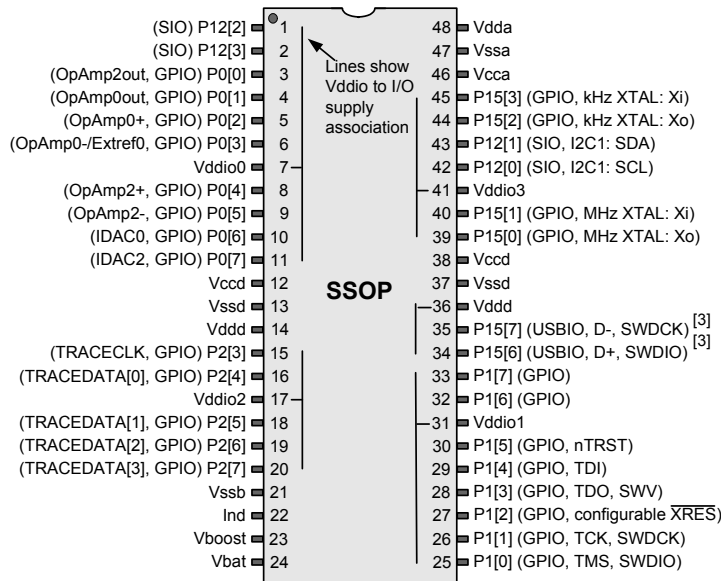 (SIO) P12[2] 1 48 Vdda
(SIO) P12[3] 2 47 Vssa
(OpAmp2out, GPIO) P0[0] 3 46 Vcca
(OpAmp0out, GPIO) P0[1] 4 45 P15[3] (GPIO, kHz XTAL: Xi)
(OpAmp0+, GPIO) P0[2] 5 44 P15[2] (GPIO, kHz XTAL: Xo)
(OpAmp0-/Extref0, GPIO) P0[3] 6 43 P12[1] (SIO, I2C1: SDA)
Vddio0 7 42 P12[0] (SIO, I2C1: SCL)
(OpAmp2+, GPIO) P0[4] 8 41 Vddio3
(OpAmp2-, GPIO) P0[5] 9 40 P15[1] (GPIO, MHz XTAL: Xi)
(IDAC0, GPIO) P0[6] 10 39 P15[0] (GPIO, MHz XTAL: Xo)
(IDAC2, GPIO) P0[7] 11 38 Vccd
Vccd 12 37 Vssd
Vssd 13 36 Vddd
Vddd 14 35 P15[7] (USBIO, D-, SWDCK) [3]
(TRACECLK, GPIO) P2[3] 15 34 P15[6] (USBIO, D+, SWDIO) [3]
(TRACEDATA[0], GPIO) P2[4] 16 33 P1[7] (GPIO)
Vddio2 17 32 P1[6] (GPIO)
(TRACEDATA[1], GPIO) P2[5] 18 31 Vddio1
(TRACEDATA[2], GPIO) P2[6] 19 30 P1[5] (GPIO, nTRST)
(TRACEDATA[3], GPIO) P2[7] 20 29 P1[4] (GPIO, TDI)
Vssb 21 28 P1[3] (GPIO, TDO, SWV)
Ind 22 27 P1[2] (GPIO, configurable XRES)
Vboost 23 26 P1[1] (GPIO, TCK, SWDCK)
Vbat 24 25 P1[0] (GPIO, TMS, SWDIO)
Lines show
Vddio to I/O
supply
association
SSOP